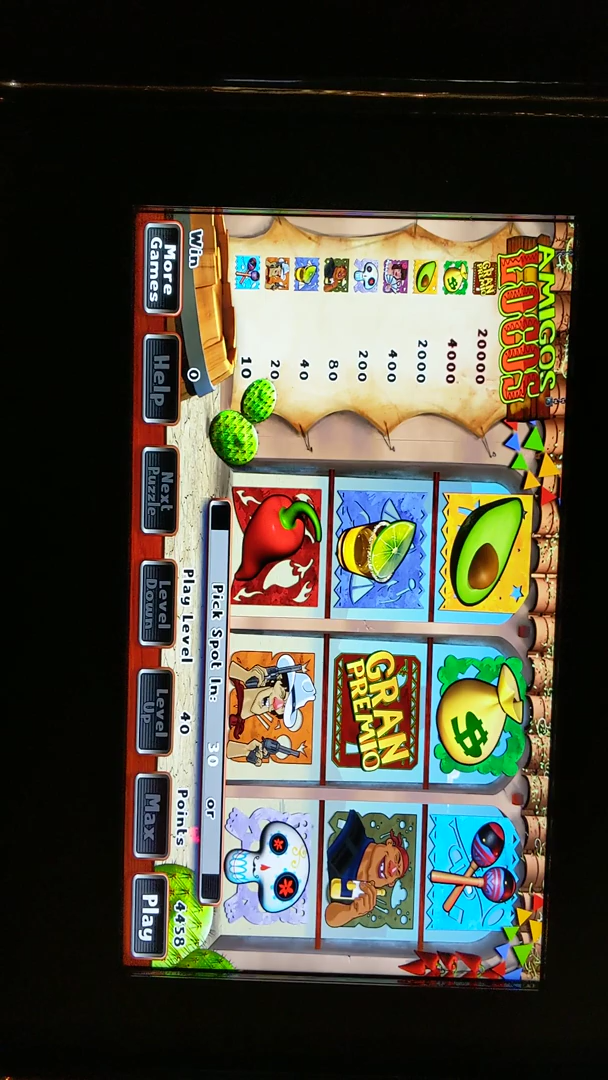 AMIGOS
LOCOS
GRAN
PREMIO
20000
4000
2000
400
200
80
40
20
10
GRAN
PREMIO
$
Win
0
Pick Spot In: 30 or
Play Level 40
Points 4458
More
Games
Help
Next
Puzzle
Level
Down
Level
Up
Max
Play